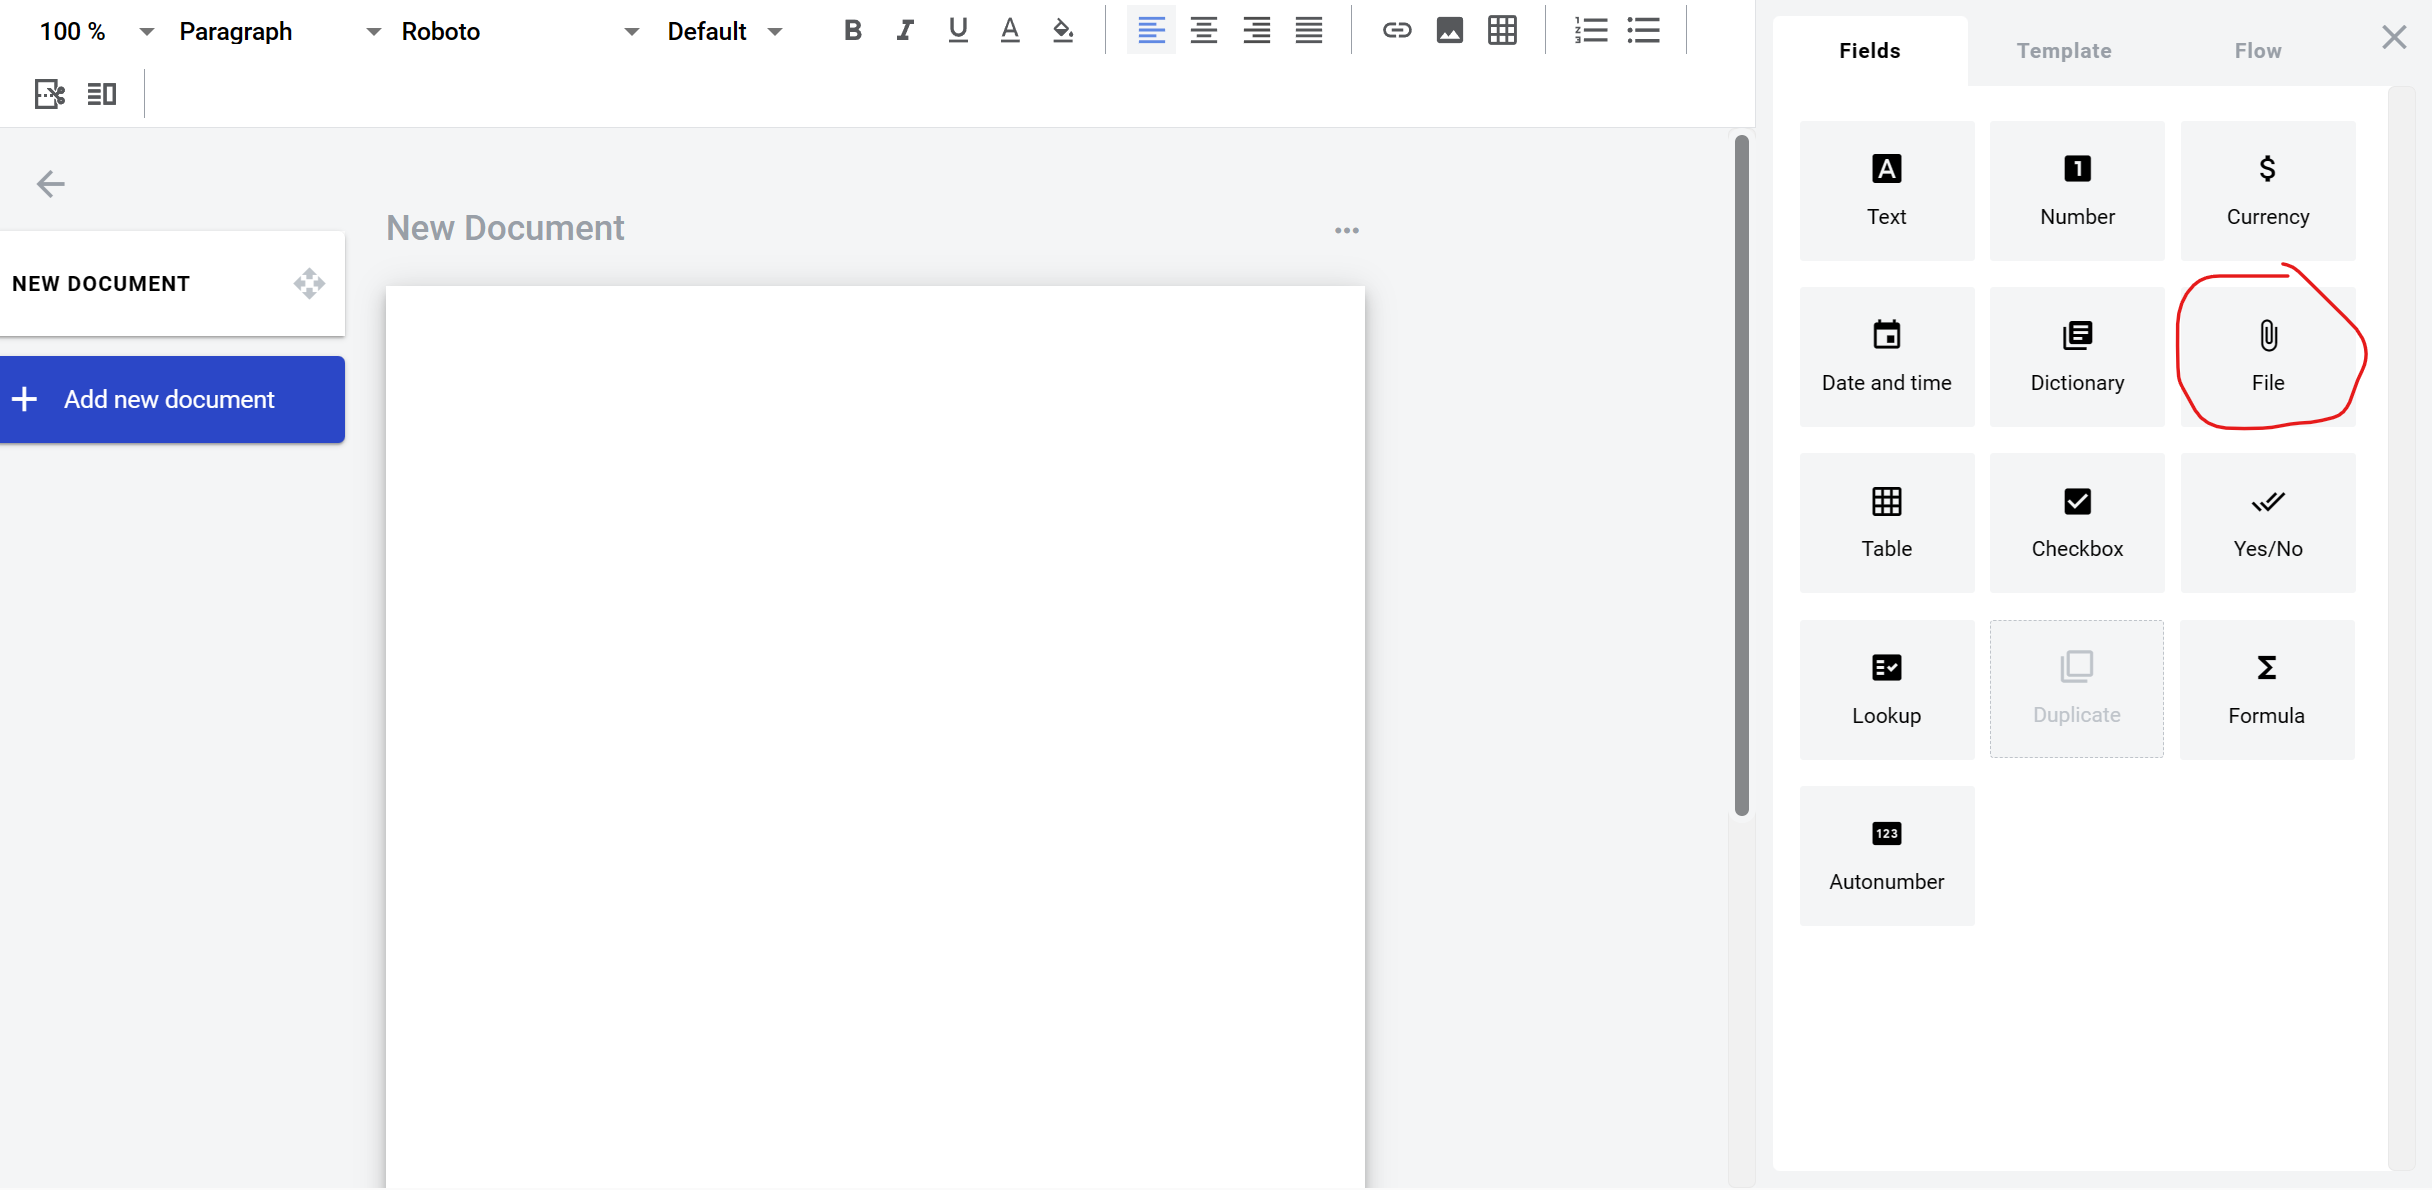 100 % Paragraph Roboto Default
Fields Template Flow
New Document
NEW DOCUMENT
Add new document
Text Number Currency
Date and time Dictionary File
Table Checkbox Yes/No
Lookup Duplicate Formula
Autonumber